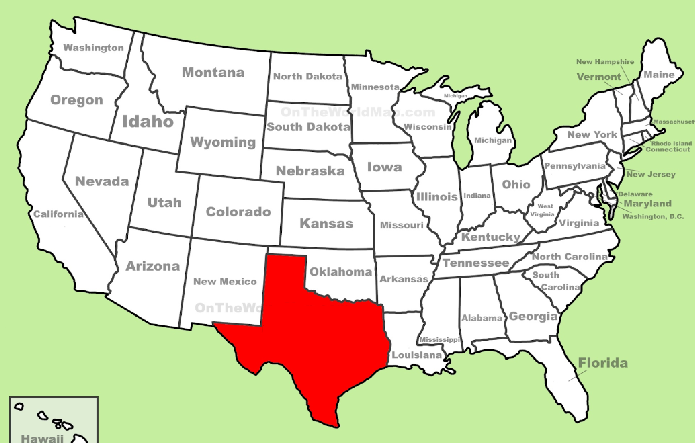 New Hampshire
Vermont
Maine
Washington
Montana
North Dakota
Minnesota
Michigan
Oregon
Idaho
OnTheWorldMap.com
South Dakota
Wisconsin
Michigan
New York
Massachuset
Rhode Island
Connecticut
Wyoming
Nebraska
Iowa
Pennsylvania
New Jersey
Nevada
Utah
Colorado
Illinois
Indiana
Ohio
Delaware
Maryland
Washington, D.C.
California
Kansas
Missouri
West
Virginia
Virginia
Kentucky
Arizona
New Mexico
Oklahoma
Arkansas
Tennessee
North Carolina
South
Carolina
OnTheWo
Mississippi
Alabama
Georgia
Louisiana
Florida
Hawaii